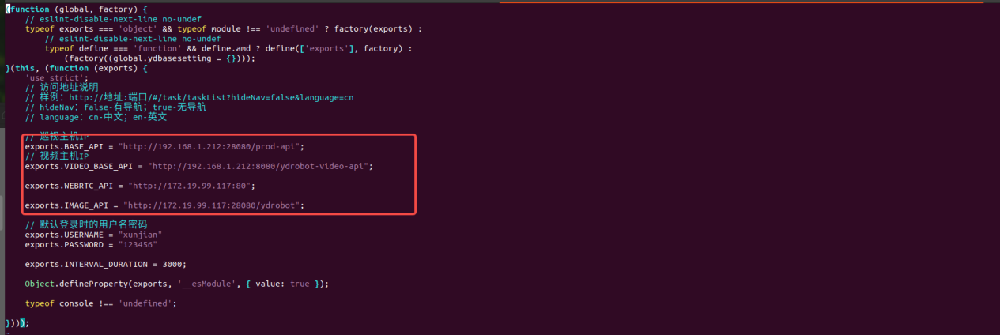 (function (global, factory) {
    // eslint-disable-next-line no-undef
    typeof exports === 'object' && typeof module !== 'undefined' ? factory(exports) :
        // eslint-disable-next-line no-undef
        typeof define === 'function' && define.amd ? define(['exports'], factory) :
            (factory((global.ydbasesetting = {})));
}(this, (function (exports) {
    'use strict';
    // 访问地址说明
    // 样例：http://地址:端口/#/task/taskList?hideNav=false&language=cn
    // hideNav：false-有导航；true-无导航
    // language：cn-中文；en-英文
    // 巡视主机IP
    exports.BASE_API = "http://192.168.1.212:28080/prod-api";
    // 视频主机IP
    exports.VIDEO_BASE_API = "http://192.168.1.212:8080/ydrobot-video-api";
    exports.WEBRTC_API = "http://172.19.99.117:80";
    exports.IMAGE_API = "http://172.19.99.117:28080/ydrobot";
    // 默认登录时的用户名密码
    exports.USERNAME = "xunjian"
    exports.PASSWORD = "123456"
    exports.INTERVAL_DURATION = 3000;
    Object.defineProperty(exports, '__esModule', { value: true });
    typeof console !== 'undefined';
})));
~